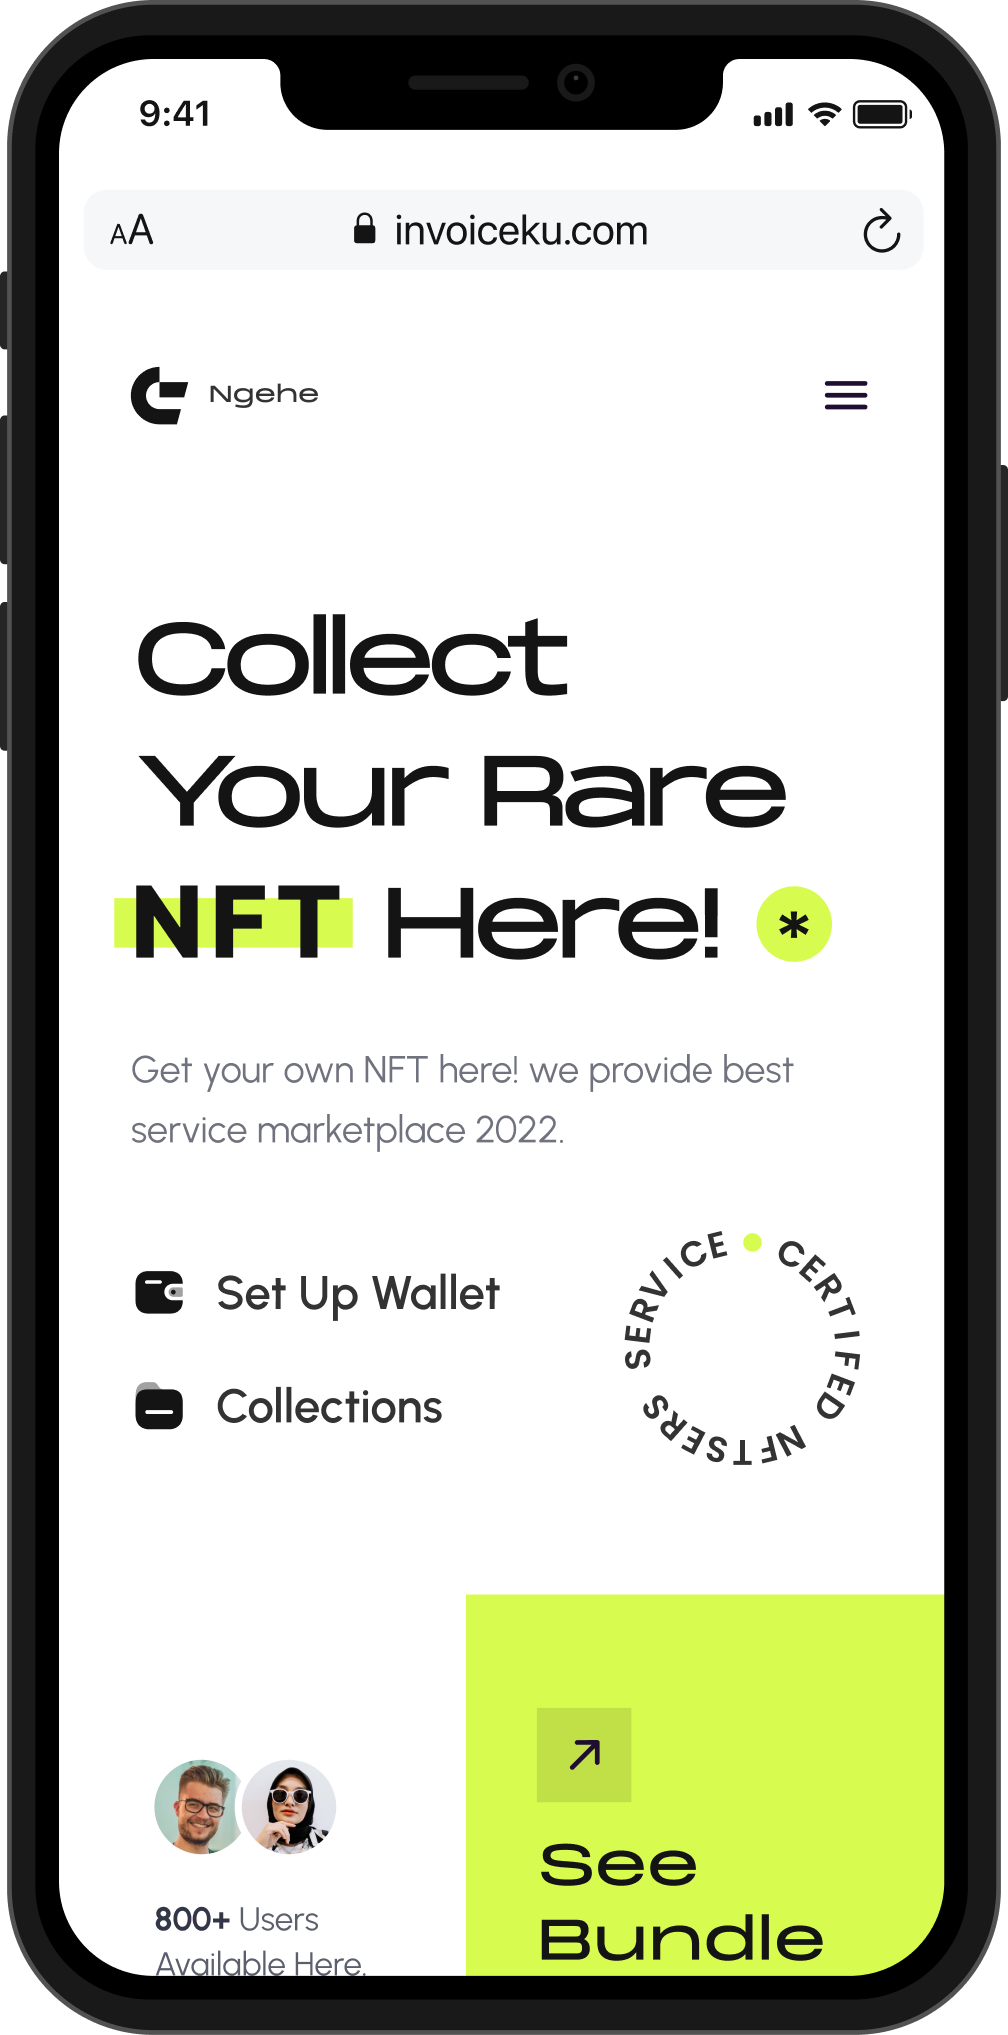 9:41
AA invoiceku.com
Ngehe
Collect
Your Rare
NFT Here! *
Get your own NFT here! we provide best
service marketplace 2022.
Set Up Wallet
Collections
CERTIFIED NFTSERS SERVICE
See
Bundle
800+ Users
Available Here.